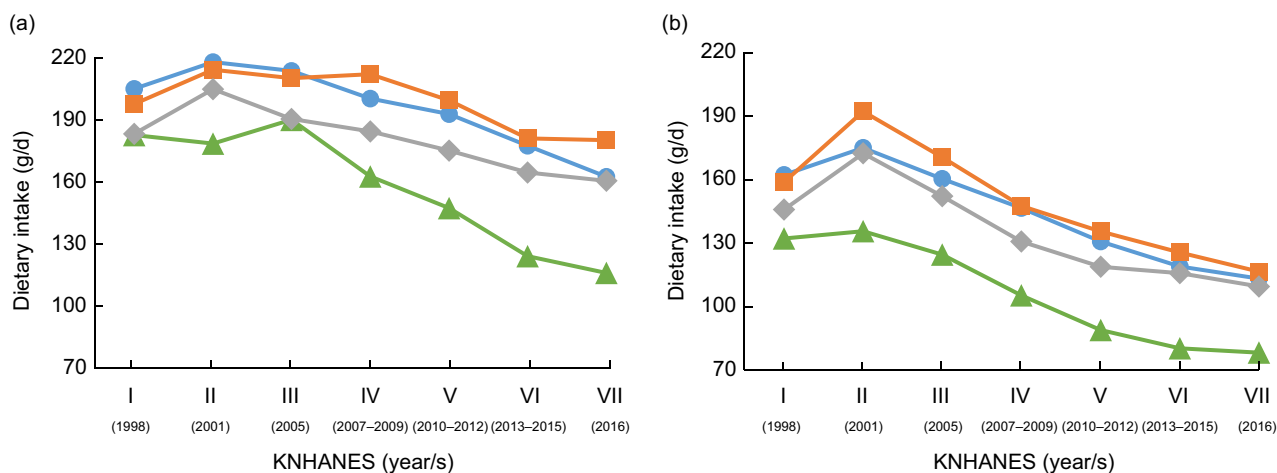 (a)
Dietary intake (g/d)
220
190
160
130
100
70
I II III IV V VI VII
(1998) (2001) (2005) (2007–2009) (2010–2012) (2013–2015) (2016)
KNHANES (year/s)
(b)
Dietary intake (g/d)
220
190
160
130
100
70
I II III IV V VI VII
(1998) (2001) (2005) (2007–2009) (2010–2012) (2013–2015) (2016)
KNHANES (year/s)